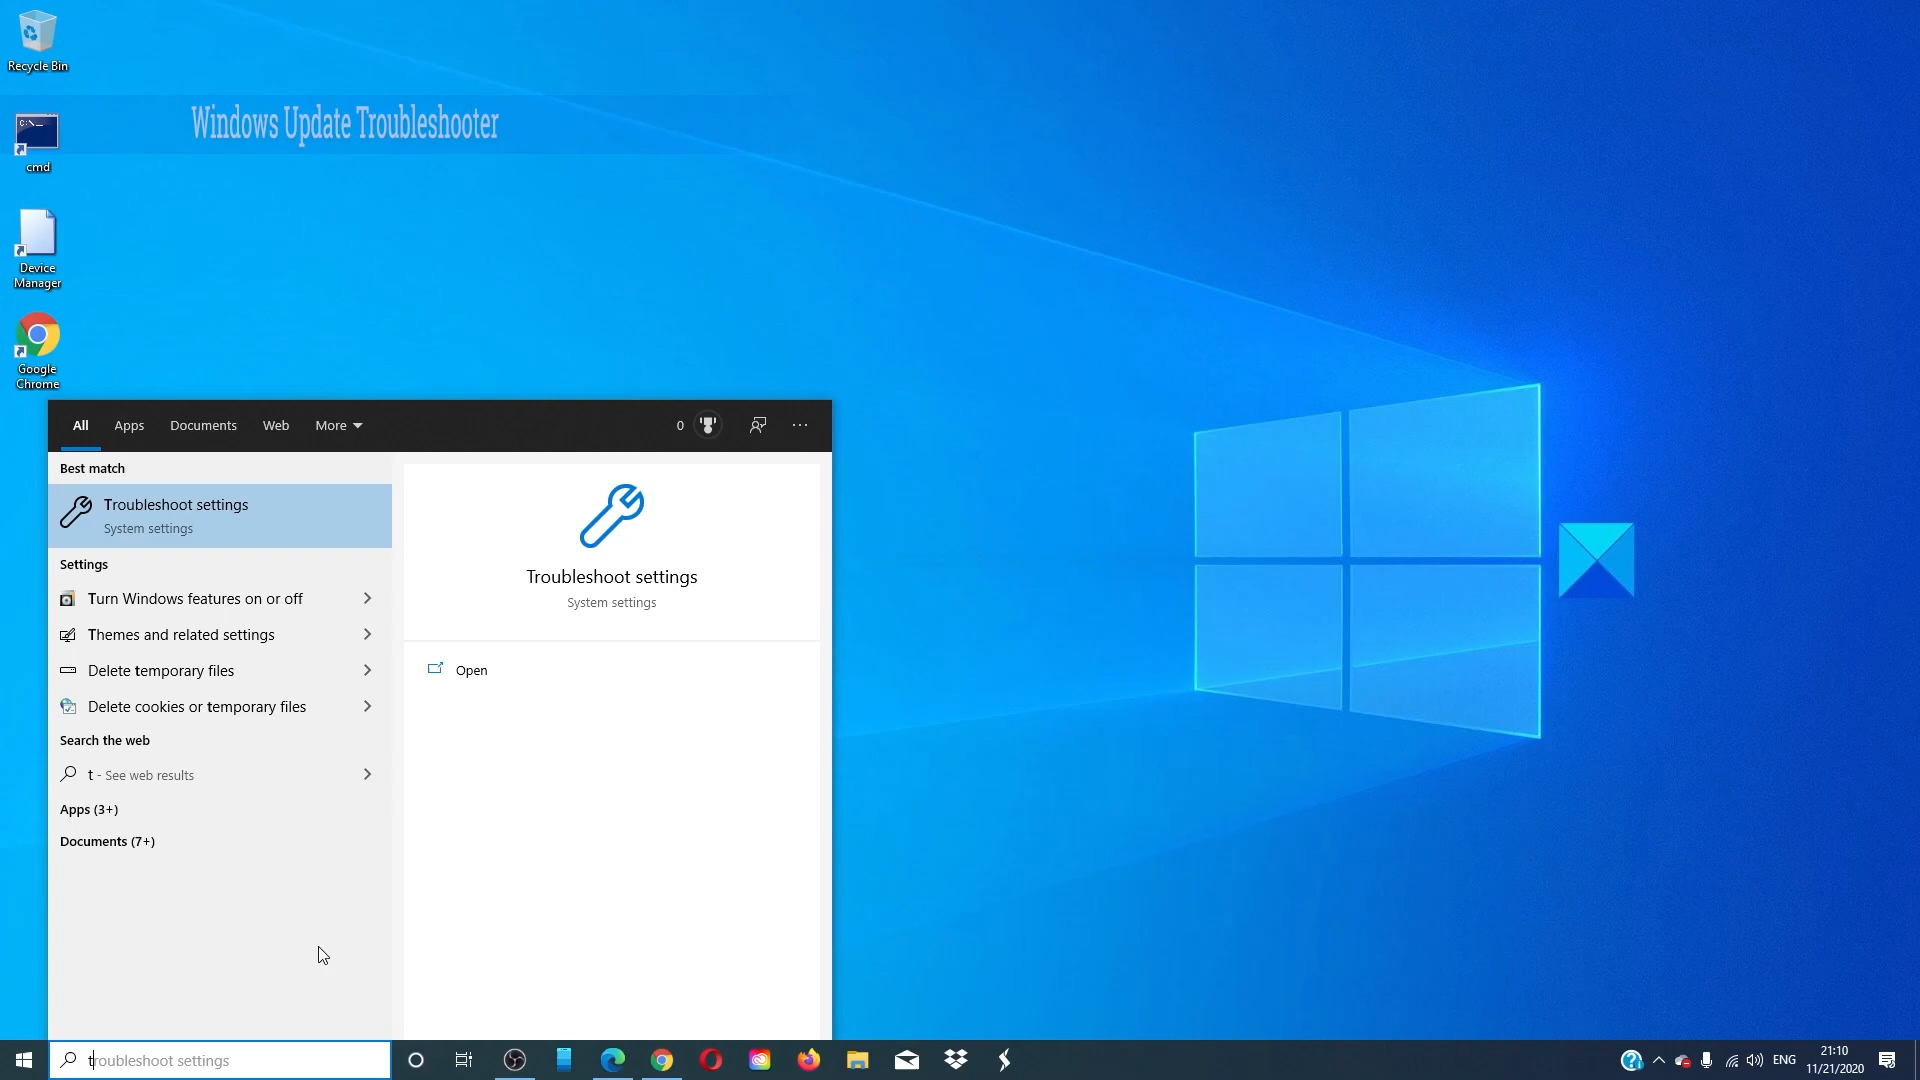 Recycle Bin
Windows Update Troubleshooter
C:\._
cmd
Device
Manager
Google
Chrome
All Apps Documents Web More 0 ...
Best match
Troubleshoot settings
System settings
Settings
Turn Windows features on or off
Themes and related settings
Delete temporary files
Delete cookies or temporary files
Search the web
t - See web results
Apps (3+)
Documents (7+)
Troubleshoot settings
System settings
Open
troubleshoot settings
ENG
21:10
11/21/2020